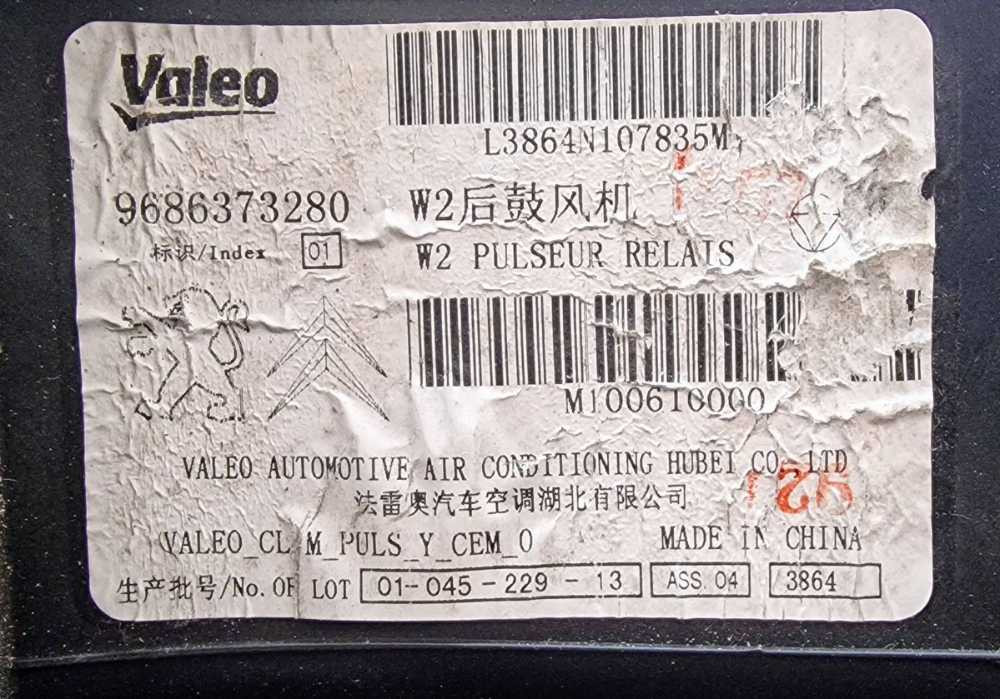 Valeo
L3864N107835M
9686373280
W2后鼓风机
标识/Index 01
W2 PULSEUR RELAIS
M100610000
VALEO AUTOMOTIVE AIR CONDITIONING HUBEI CO. LTD
法雷奥汽车空调湖北有限公司
VALEO_CL M_PULS_Y_CEM_0
MADE IN CHINA
生产批号/No. OF LOT 01-045-229-13 ASS. 04 3864